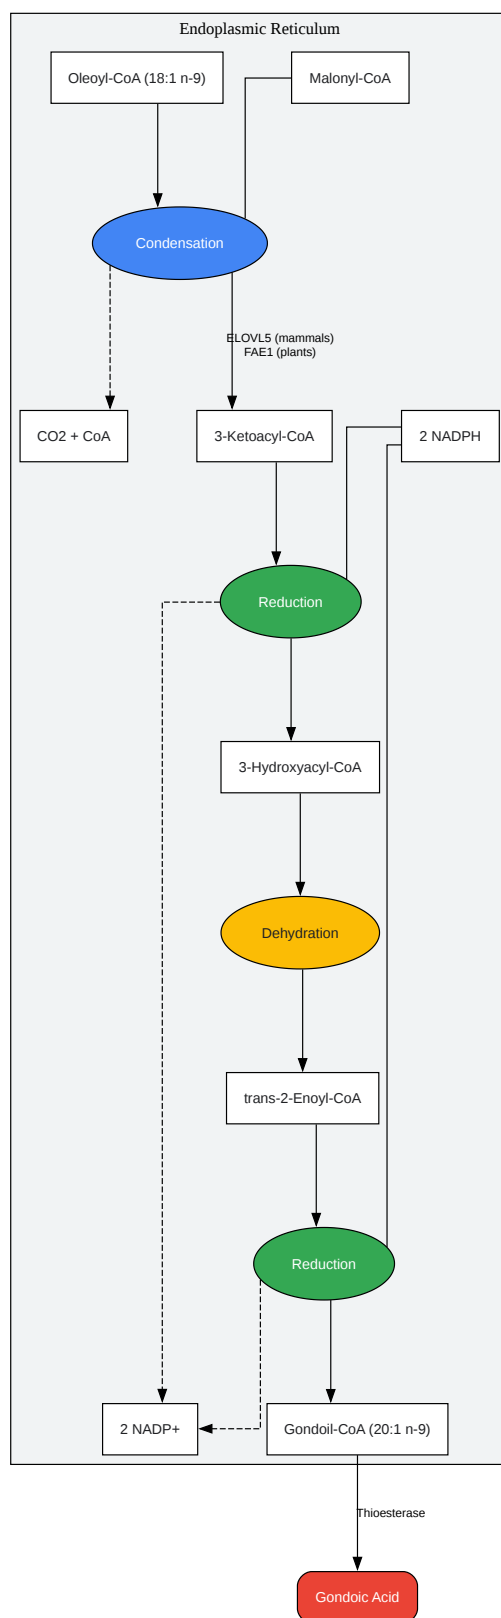 Endoplasmic Reticulum
Oleoyl-CoA (18:1 n-9)
Malonyl-CoA
Condensation
ELOVL5 (mammals)
FAE1 (plants)
CO2 + CoA
3-Ketoacyl-CoA
2 NADPH
Reduction
3-Hydroxyacyl-CoA
Dehydration
trans-2-Enoyl-CoA
Reduction
2 NADP+
Gondoil-CoA (20:1 n-9)
Thioesterase
Gondoic Acid